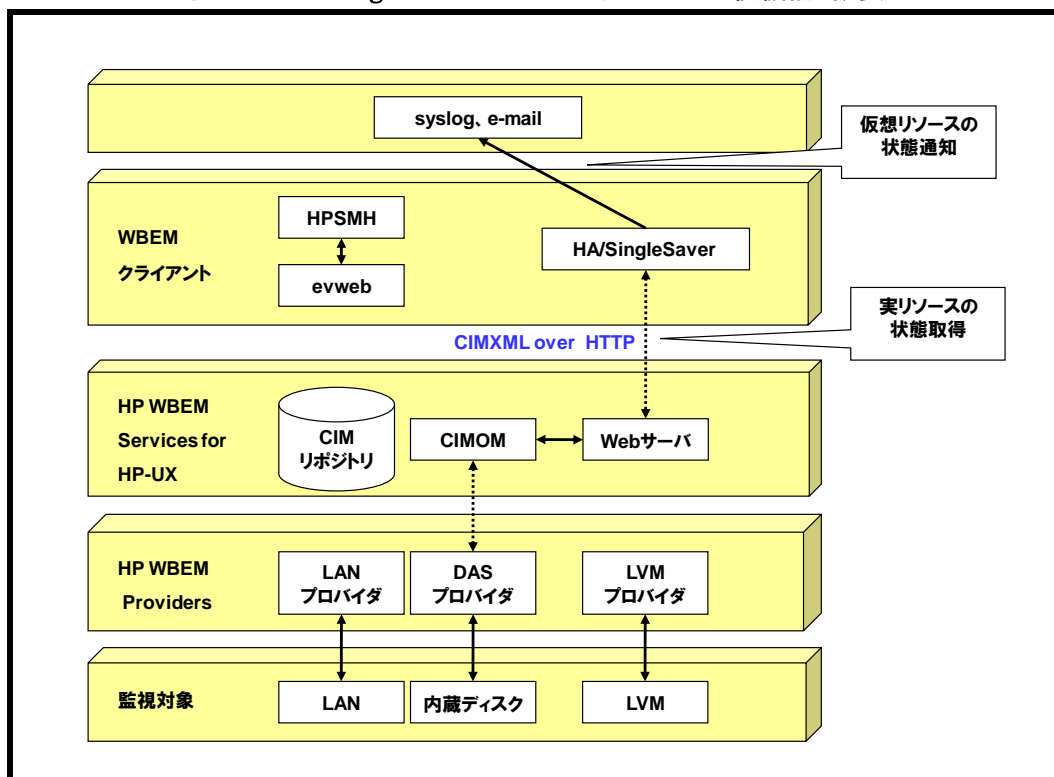 syslog、e-mail
仮想リソースの
状態通知
WBEM
クライアント
HPSMH
evweb
HA/SingleSaver
実リソースの
状態取得
CIMXML over HTTP
HP WBEM
Services for
HP-UX
CIM
リポジトリ
CIMOM
Webサーバ
HP WBEM
Providers
LAN
プロバイダ
DAS
プロバイダ
LVM
プロバイダ
監視対象
LAN
内蔵ディスク
LVM